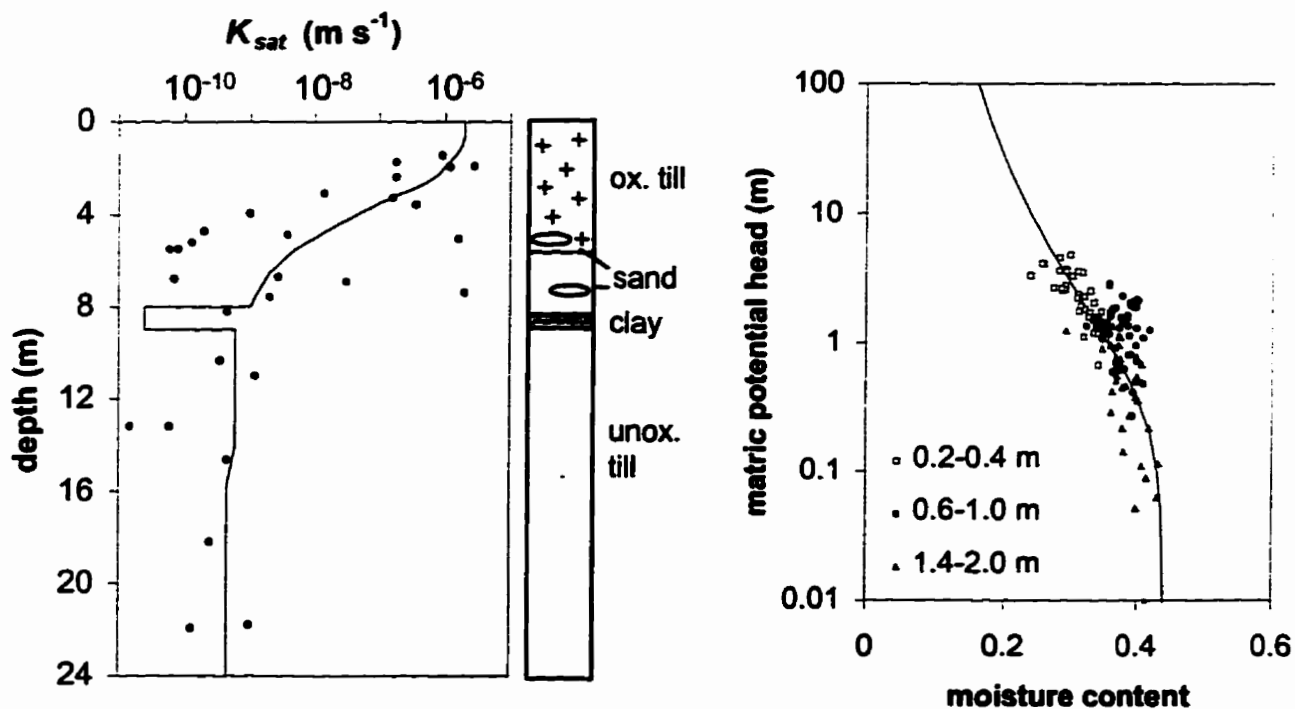 K_sat (m s⁻¹)
10⁻¹⁰ 10⁻⁸ 10⁻⁶
0
4
8
12
16
20
24
depth (m)
ox. till
sand
clay
unox.
till
100
10
1
0.1
0.01
matric potential head (m)
0.2-0.4 m
0.6-1.0 m
1.4-2.0 m
0 0.2 0.4 0.6
moisture content